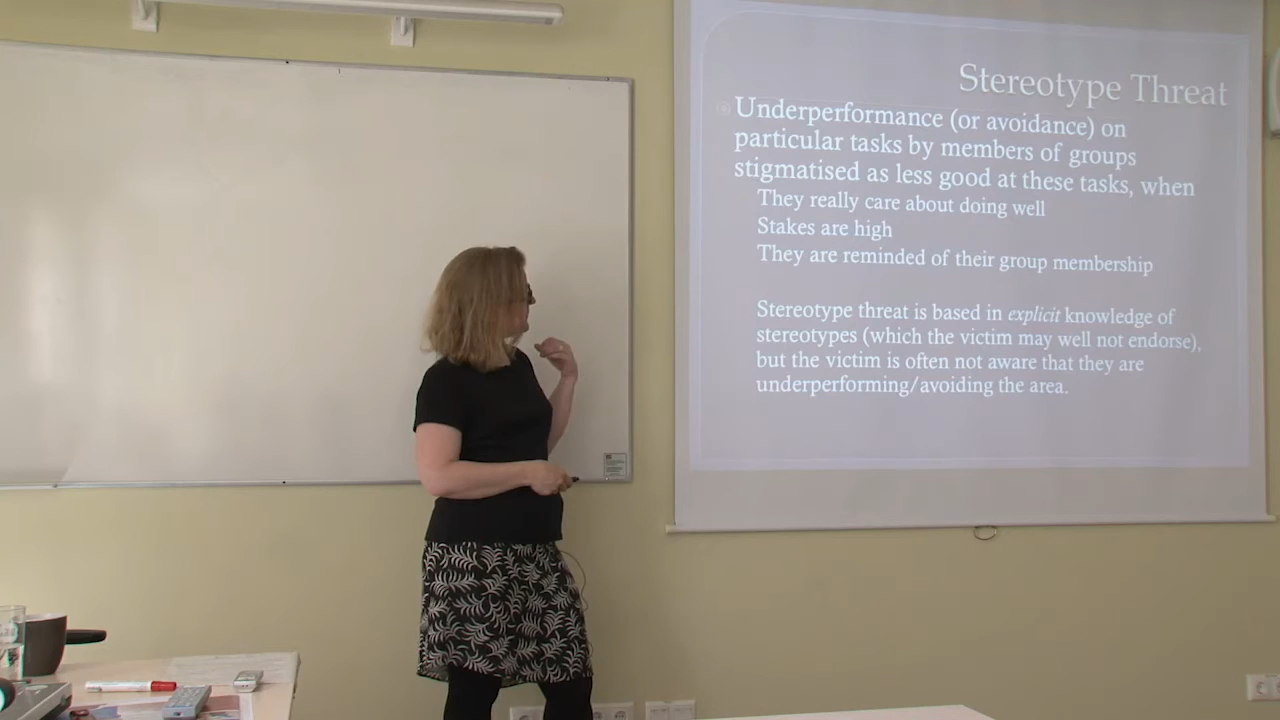 Stereotype Threat
Underperformance (or avoidance) on
particular tasks by members of groups
stigmatised as less good at these tasks, when
They really care about doing well
Stakes are high
They are reminded of their group membership
Stereotype threat is based in explicit knowledge of
stereotypes (which the victim may well not endorse),
but the victim is often not aware that they are
underperforming/avoiding the area.